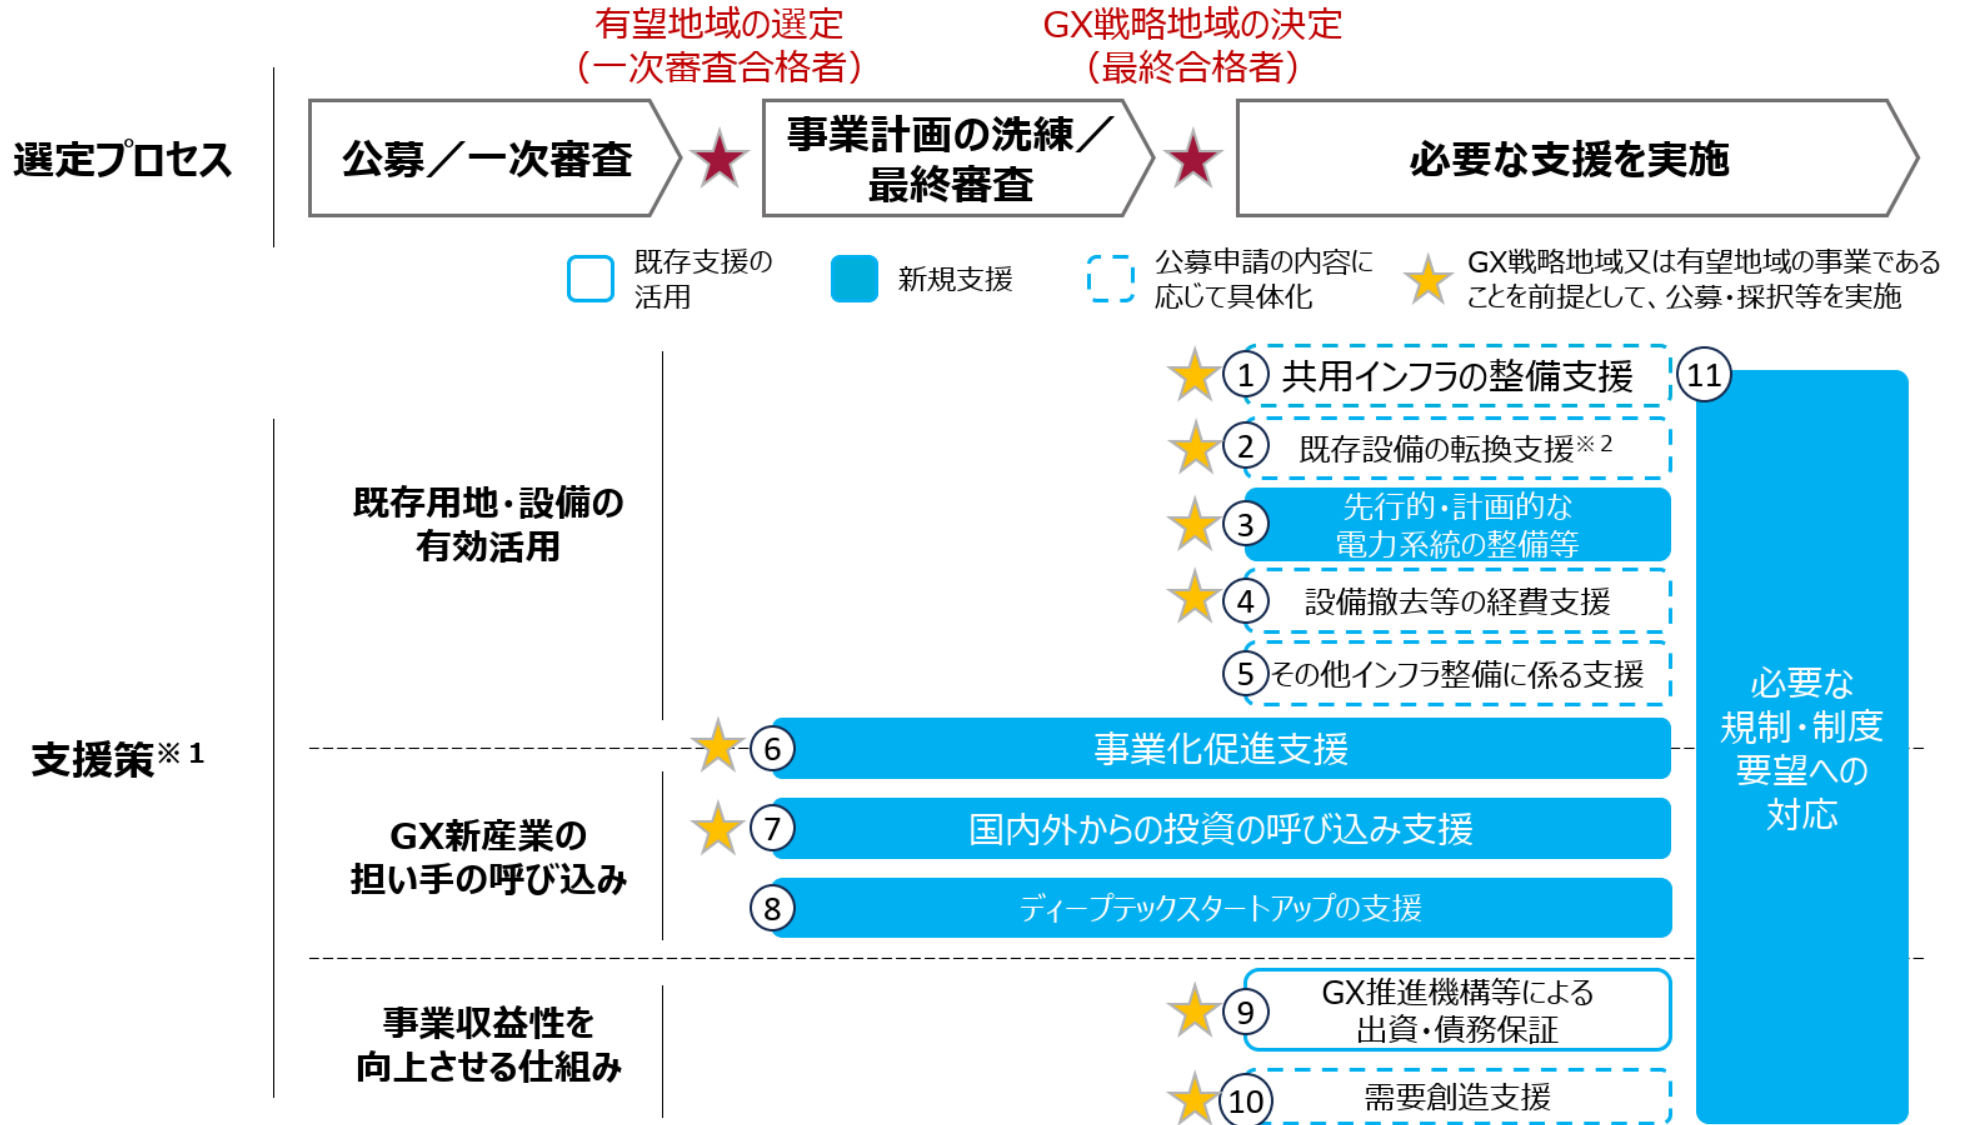 有望地域の選定
（一次審査合格者）
GX戦略地域の決定
（最終合格者）
選定プロセス
公募／一次審査
事業計画の洗練／
最終審査
必要な支援を実施
既存支援の
活用
新規支援
公募申請の内容に
応じて具体化
GX戦略地域又は有望地域の事業である
ことを前提として、公募・採択等を実施
支援策※１
既存用地・設備の
有効活用
① 共用インフラの整備支援
② 既存設備の転換支援※２
③ 先行的・計画的な
電力系統の整備等
④ 設備撤去等の経費支援
⑤ その他インフラ整備に係る支援
⑥ 事業化促進支援
GX新産業の
担い手の呼び込み
⑦ 国内外からの投資の呼び込み支援
⑧ ディープテックスタートアップの支援
事業収益性を
向上させる仕組み
⑨ GX推進機構等による
出資・債務保証
⑩ 需要創造支援
⑪
必要な
規制・制度
要望への
対応